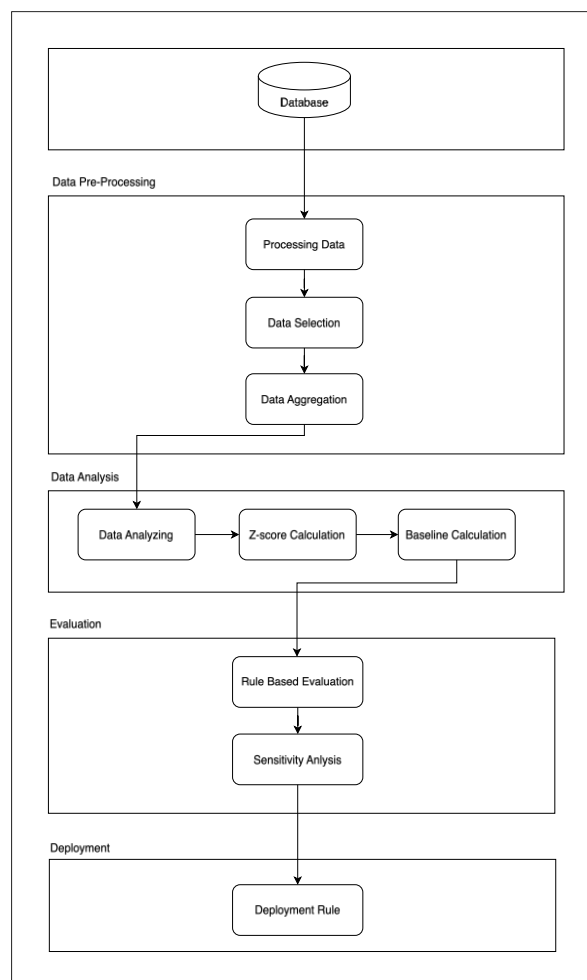 Database
Data Pre-Processing
Processing Data
Data Selection
Data Aggregation
Data Analysis
Data Analyzing
Z-score Calculation
Baseline Calculation
Evaluation
Rule Based Evaluation
Sensitivity Anlysis
Deployment
Deployment Rule